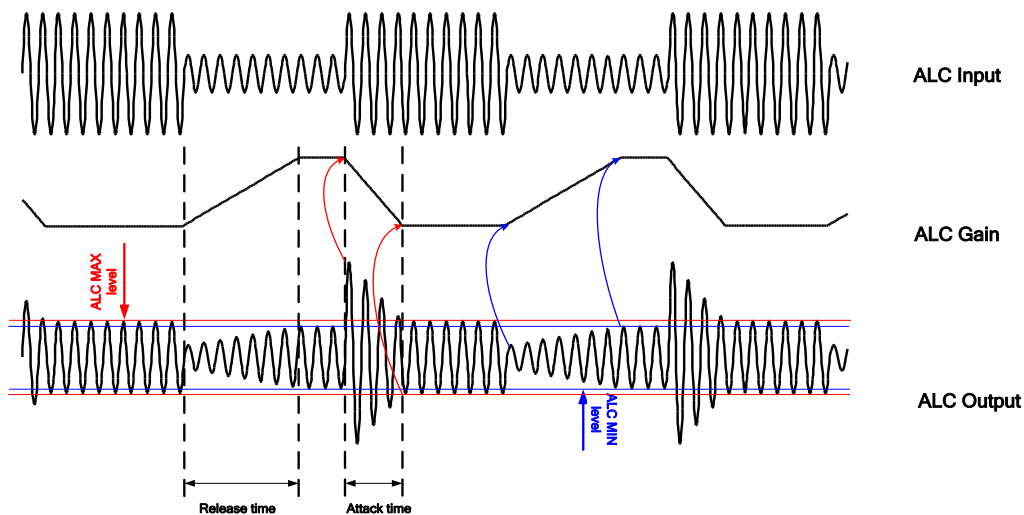 ALC Input
ALC Gain
ALC MAX
level
ALC Output
ALC MIN
level
Release time
Attack time